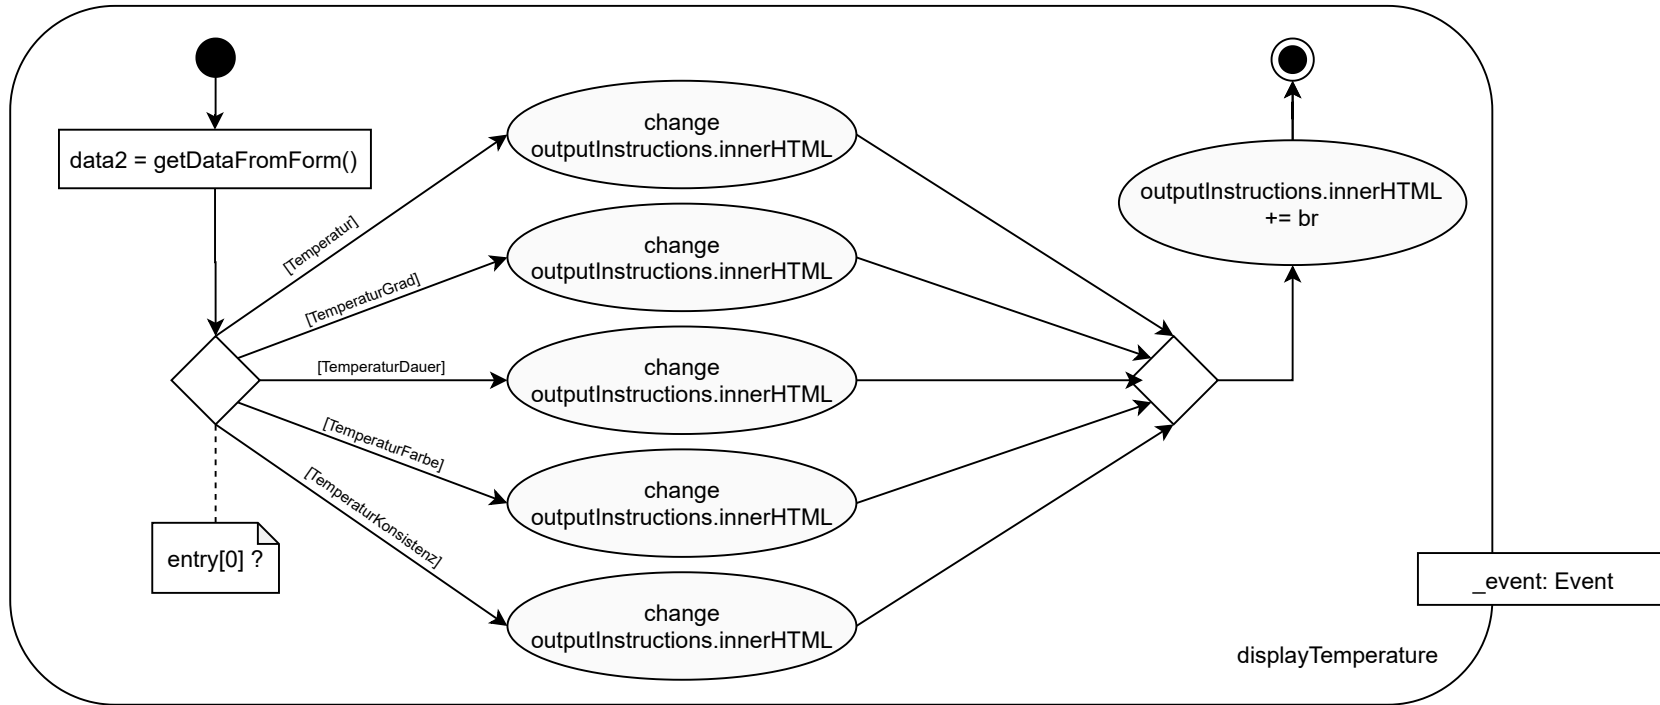 data2 = getDataFromForm()
[Temperatur]
[TemperaturGrad]
[TemperaturDauer]
[TemperaturFarbe]
[TemperaturKonsistenz]
entry[0] ?
change
outputInstructions.innerHTML
change
outputInstructions.innerHTML
change
outputInstructions.innerHTML
change
outputInstructions.innerHTML
change
outputInstructions.innerHTML
outputInstructions.innerHTML
+= br
_event: Event
displayTemperature